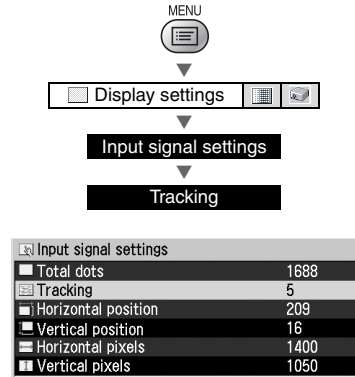 MENU
Display settings
Input signal settings
Tracking
Input signal settings
Total dots 1688
Tracking 5
Horizontal position 209
Vertical position 16
Horizontal pixels 1400
Vertical pixels 1050